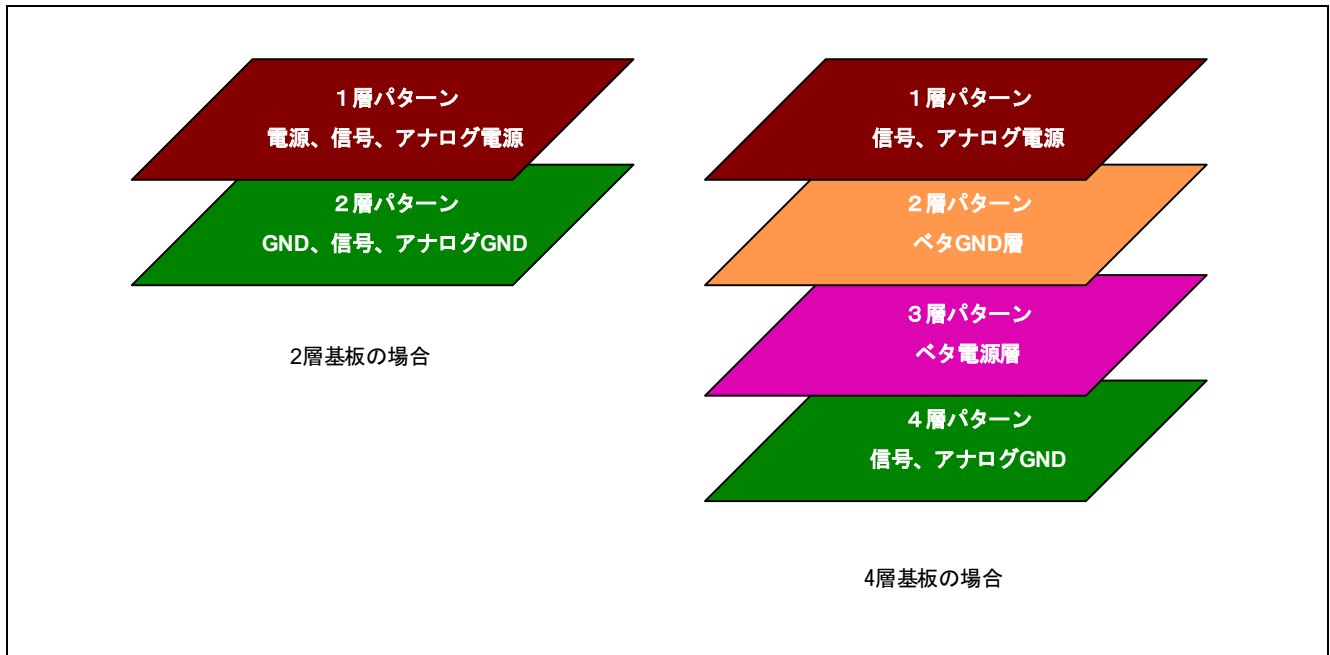 １層パターン
電源、信号、アナログ電源
２層パターン
GND、信号、アナログGND
2層基板の場合
１層パターン
信号、アナログ電源
２層パターン
ベタGND層
３層パターン
ベタ電源層
４層パターン
信号、アナログGND
4層基板の場合